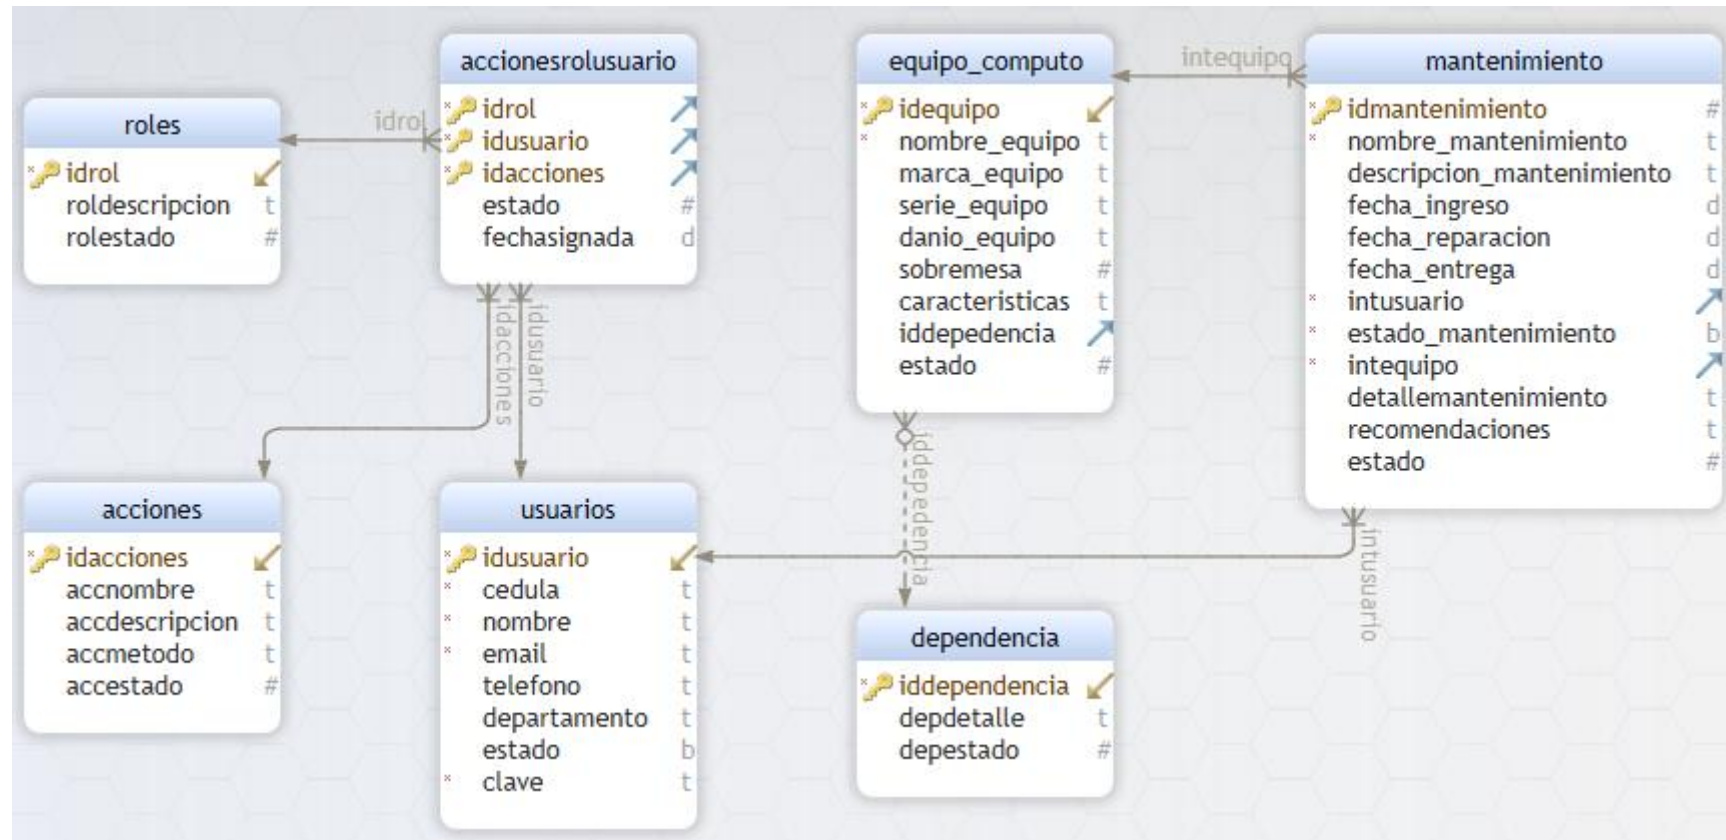 roles
idrol
roldescripcion t
rolestado #
idrol
accionesrolusuario
idrol
idusuario
idacciones
estado #
fechasignada d
idacciones
idusuario
acciones
idacciones
accnombre t
accdescripcion t
accmetodo t
accestado #
usuarios
idusuario
cedula t
nombre t
email t
telefono t
departamento t
estado b
clave t
equipo_computo
idequipo
nombre_equipo t
marca_equipo t
serie_equipo t
danio_equipo t
sobremesa #
caracteristicas t
iddepedencia
estado #
iddepedencia
dependencia
iddependencia
depdetalle t
depestado #
intequipo
mantenimiento
idmantenimiento #
nombre_mantenimiento t
descripcion_mantenimiento t
fecha_ingreso d
fecha_reparacion d
fecha_entrega d
intusuario
estado_mantenimiento b
intequipo
detallemantenimiento t
recomendaciones t
estado #
intusuario